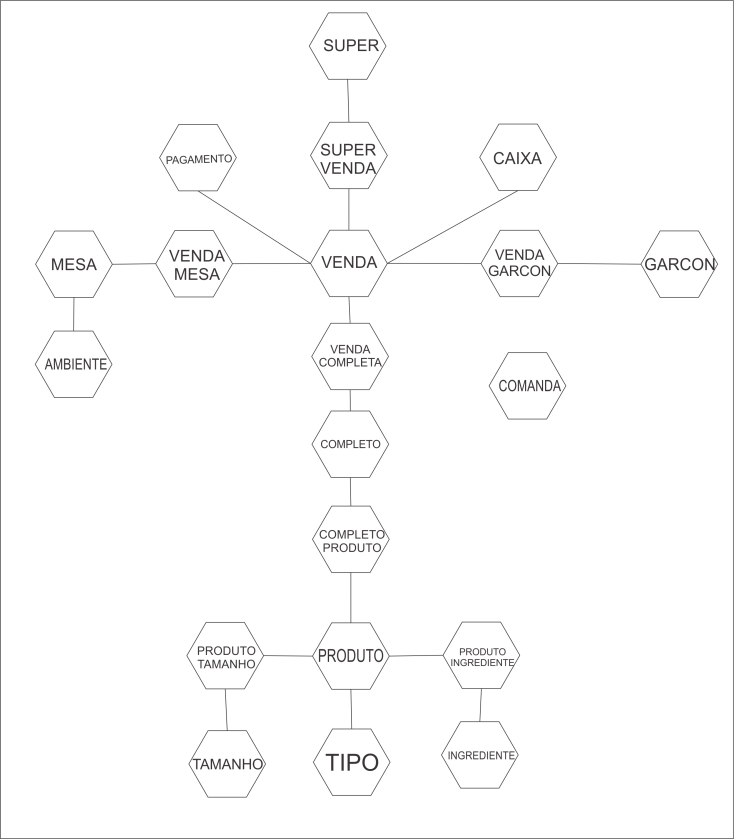 SUPER
PAGAMENTO
SUPER
VENDA
CAIXA
MESA
VENDA
MESA
VENDA
VENDA
GARCON
GARCON
AMBIENTE
VENDA
COMPLETA
COMANDA
COMPLETO
COMPLETO
PRODUTO
PRODUTO
TAMANHO
PRODUTO
PRODUTO
INGREDIENTE
TAMANHO
TIPO
INGREDIENTE